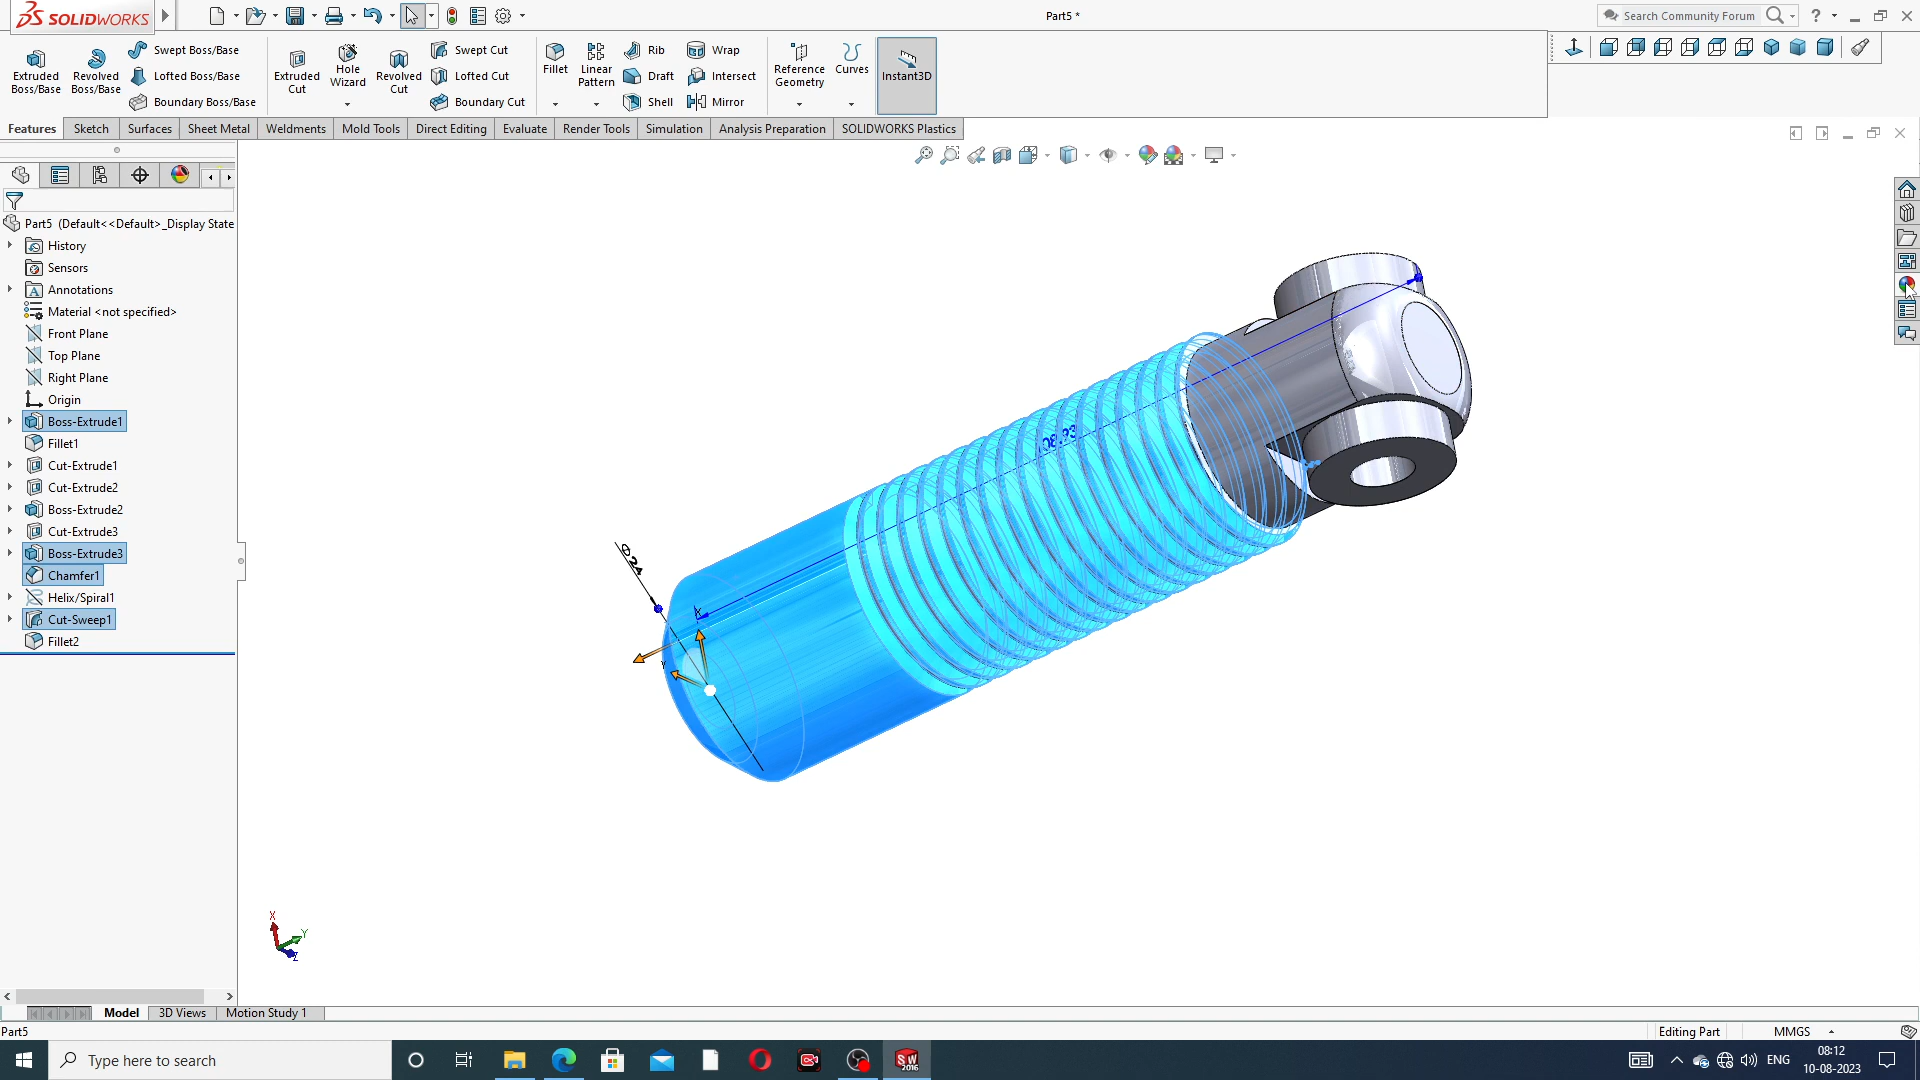 SOLIDWORKS
Part5 *
Search Community Forum
?
Extruded Boss/Base
Revolved Boss/Base
Swept Boss/Base
Lofted Boss/Base
Boundary Boss/Base
Extruded Cut
Hole Wizard
Revolved Cut
Swept Cut
Lofted Cut
Boundary Cut
Fillet
Linear Pattern
Rib
Draft
Shell
Wrap
Intersect
Mirror
Reference Geometry
Curves
Instant3D
Features
Sketch
Surfaces
Sheet Metal
Weldments
Mold Tools
Direct Editing
Evaluate
Render Tools
Simulation
Analysis Preparation
SOLIDWORKS Plastics
Part5 (Default<<Default>_Display State
History
Sensors
Annotations
Material <not specified>
Front Plane
Top Plane
Right Plane
Origin
Boss-Extrude1
Fillet1
Cut-Extrude1
Cut-Extrude2
Boss-Extrude2
Cut-Extrude3
Boss-Extrude3
Chamfer1
Helix/Spiral1
Cut-Sweep1
Fillet2
Ø24
X
Y
X
Y
Z
Model
3D Views
Motion Study 1
Part5
Editing Part
MMGS
Type here to search
SW 2016
ENG
08:12
10-08-2023